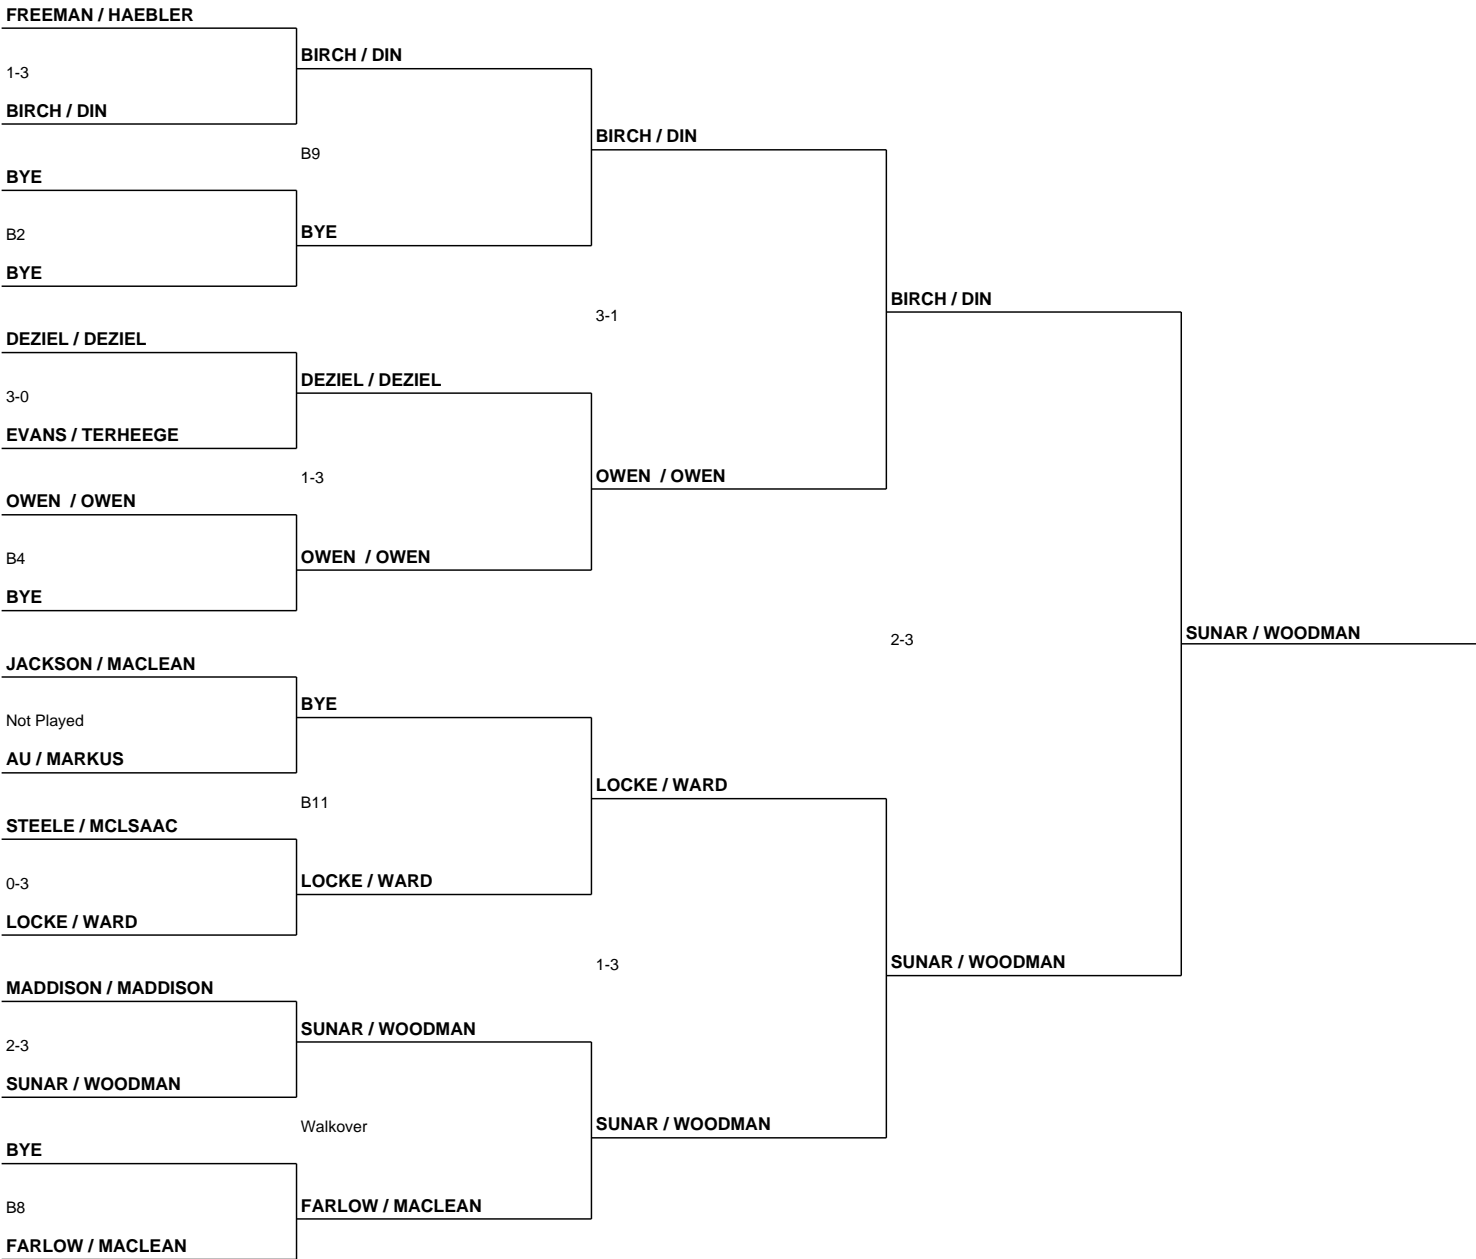 FREEMAN / HAEBLER
1-3
BIRCH / DIN
BYE
B2
BYE
DEZIEL / DEZIEL
3-0
EVANS / TERHEEGE
OWEN  / OWEN
B4
BYE
JACKSON / MACLEAN
Not Played
AU / MARKUS
STEELE / MCLSAAC
0-3
LOCKE / WARD
MADDISON / MADDISON
2-3
SUNAR / WOODMAN
BYE
B8
FARLOW / MACLEAN
BIRCH / DIN
B9
BYE
DEZIEL / DEZIEL
1-3
OWEN  / OWEN
BYE
B11
LOCKE / WARD
SUNAR / WOODMAN
Walkover
FARLOW / MACLEAN
BIRCH / DIN
3-1
OWEN  / OWEN
LOCKE / WARD
1-3
SUNAR / WOODMAN
BIRCH / DIN
2-3
SUNAR / WOODMAN
SUNAR / WOODMAN